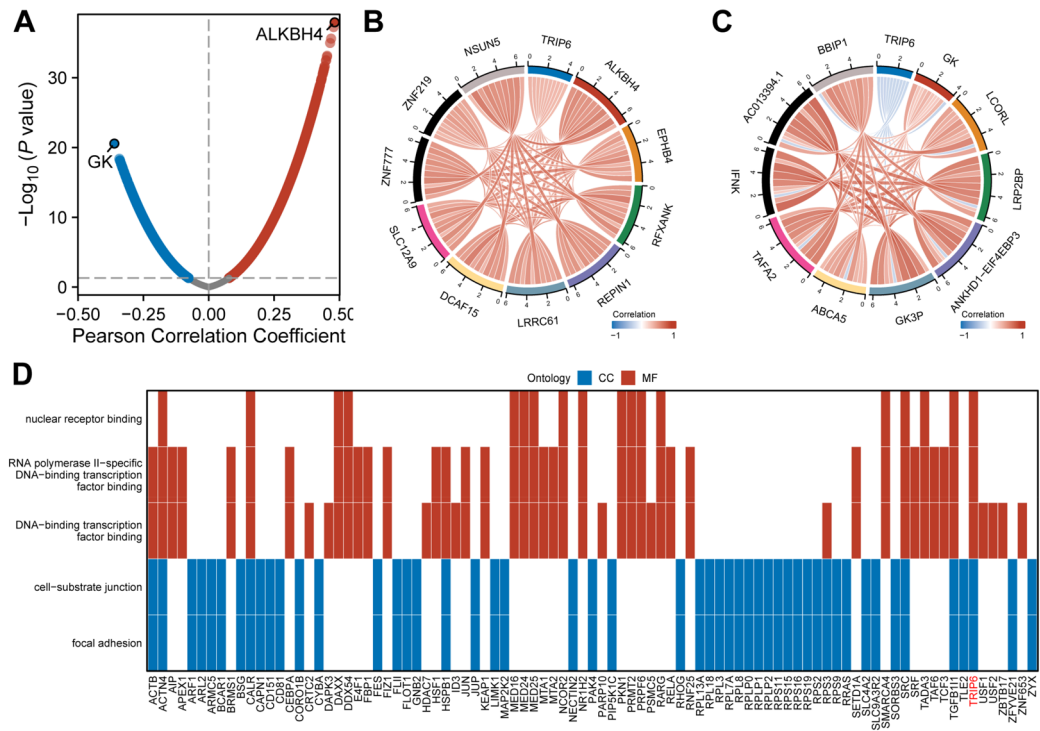 A
ALKBH4
GK
−Log10 (P value)
30
20
10
0
−0.50
−0.25
0.00
0.25
0.50
Pearson Correlation Coefficient
B
TRIP6
ALKBH4
EPHB4
RFXANK
REPIN1
LRRC61
DCAF15
SLC12A9
ZNF777
ZNF219
NSUN5
Correlation
−1 1
C
TRIP6
GK
LCORL
LRP2BP
ANKHD1−EIF4EBP3
GK3P
ABCA5
TAFA2
IFNK
AC013394.1
BBIP1
Correlation
−1 1
D
Ontology CC MF
nuclear receptor binding
RNA polymerase II−specific
DNA−binding transcription
factor binding
DNA−binding transcription
factor binding
cell−substrate junction
focal adhesion
ACTB
ACTN4
AIP
APEX1
ARF1
ARL2
ARMC5
BCAR1
BRMS1
BSG
CALR
CAPN1
CD151
CD81
CEBPA
CORO1B
CRTC2
CYBA
DAPK3
DAXX
DDX54
E4F1
FBP1
FES
FIZ1
FLII
FLOT1
GNB2
HDAC7
HSF1
HSPB1
ID3
JUN
JUP
KEAP1
LIMK1
MAP2K2
MED16
MED24
MED25
MTA1
MTA2
NCOR2
NECTIN2
NR1H2
PAK4
PARP10
PIP5K1C
PKN1
PRMT2
PRPF6
PSMC5
RARG
RELA
RHOG
RNF25
RPL13A
RPL18
RPL3
RPL7A
RPL8
RPLP0
RPLP1
RPLP2
RPS11
RPS15
RPS16
RPS19
RPS2
RPS3
RPS9
RRAS
SETD1A
SLC4A2
SLC9A3R2
SMARCA4
SORBS3
SRC
SRF
TADA3
TAF6
TCF3
TGFB1I1
TLE2
TRIP6
USF1
USF2
ZBTB17
ZFYVE21
ZNF653
ZYX